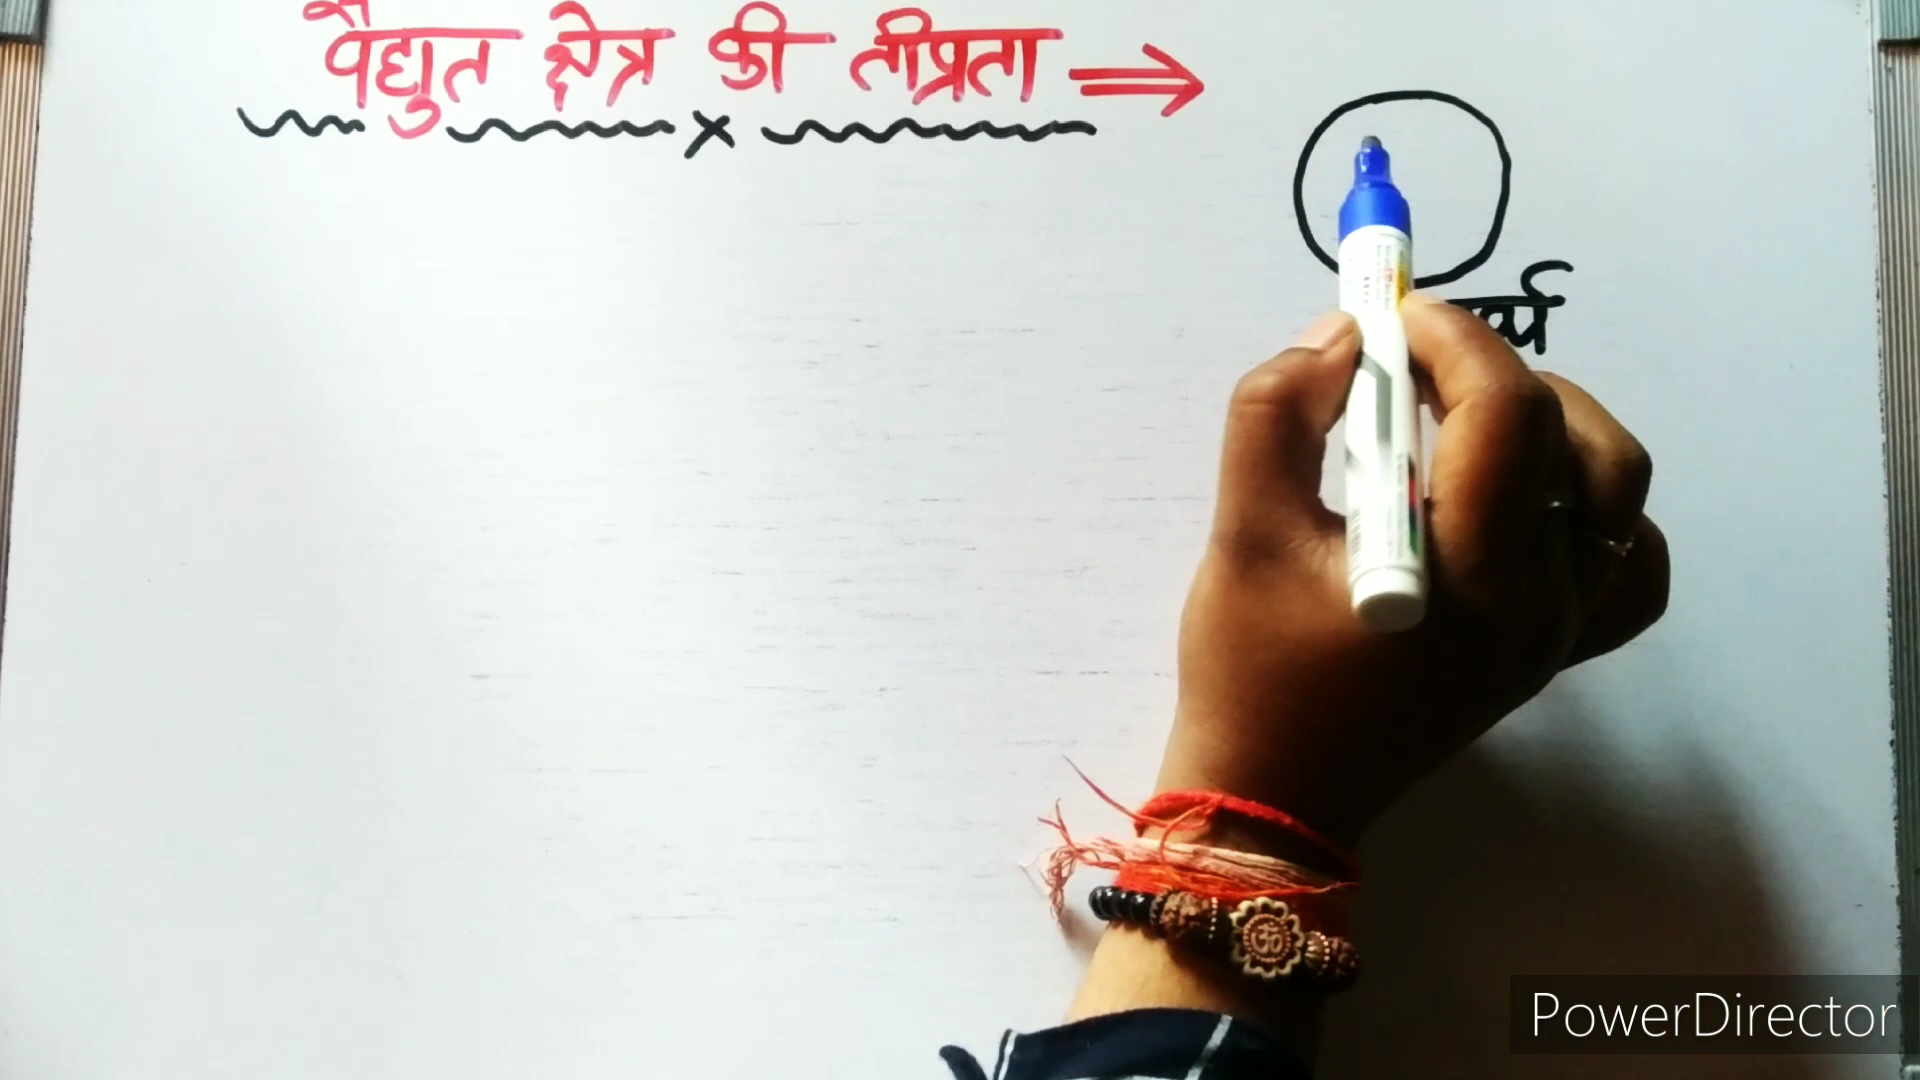 वैद्युत क्षेत्र की तीप्रता ⇒
ॐ
PowerDirector